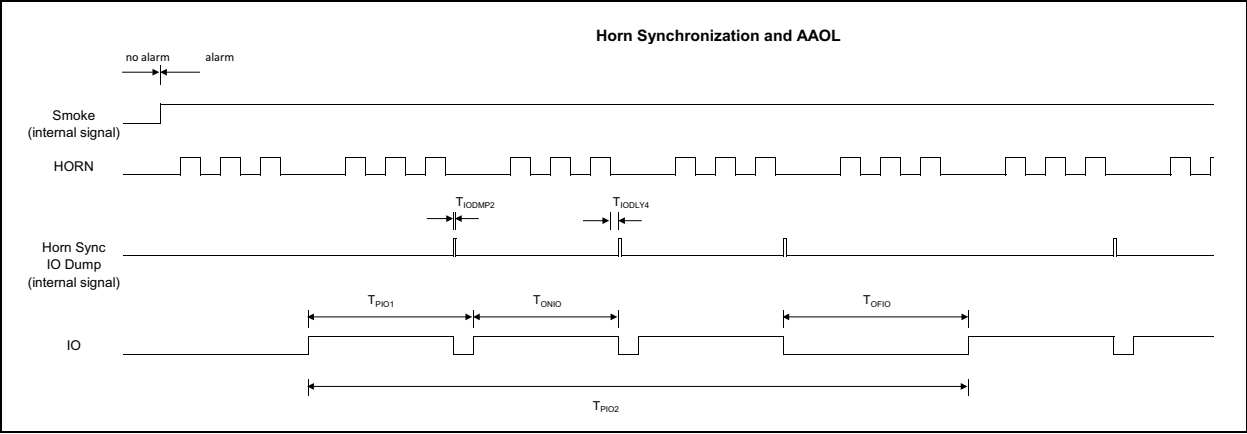 Horn Synchronization and AAOL
no alarm alarm
Smoke
(internal signal)
HORN
TIODMP2 TIODLY4
Horn Sync
IO Dump
(internal signal)
TPIO1 TONIO TOFIO
IO
TPIO2